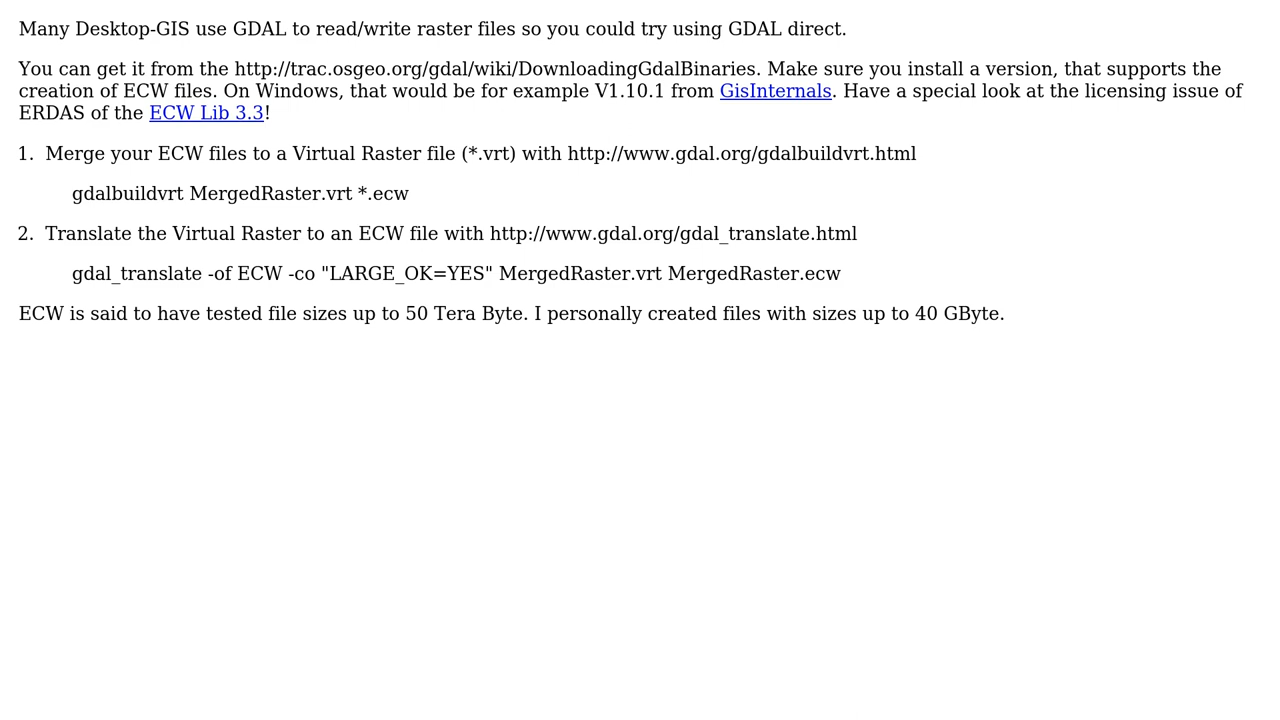 Many Desktop-GIS use GDAL to read/write raster files so you could try using GDAL direct.
You can get it from the http://trac.osgeo.org/gdal/wiki/DownloadingGdalBinaries. Make sure you install a version, that supports the
creation of ECW files. On Windows, that would be for example V1.10.1 from GisInternals. Have a special look at the licensing issue of
ERDAS of the ECW Lib 3.3!
1. Merge your ECW files to a Virtual Raster file (*.vrt) with http://www.gdal.org/gdalbuildvrt.html
gdalbuildvrt MergedRaster.vrt *.ecw
2. Translate the Virtual Raster to an ECW file with http://www.gdal.org/gdal_translate.html
gdal_translate -of ECW -co "LARGE_OK=YES" MergedRaster.vrt MergedRaster.ecw
ECW is said to have tested file sizes up to 50 Tera Byte. I personally created files with sizes up to 40 GByte.